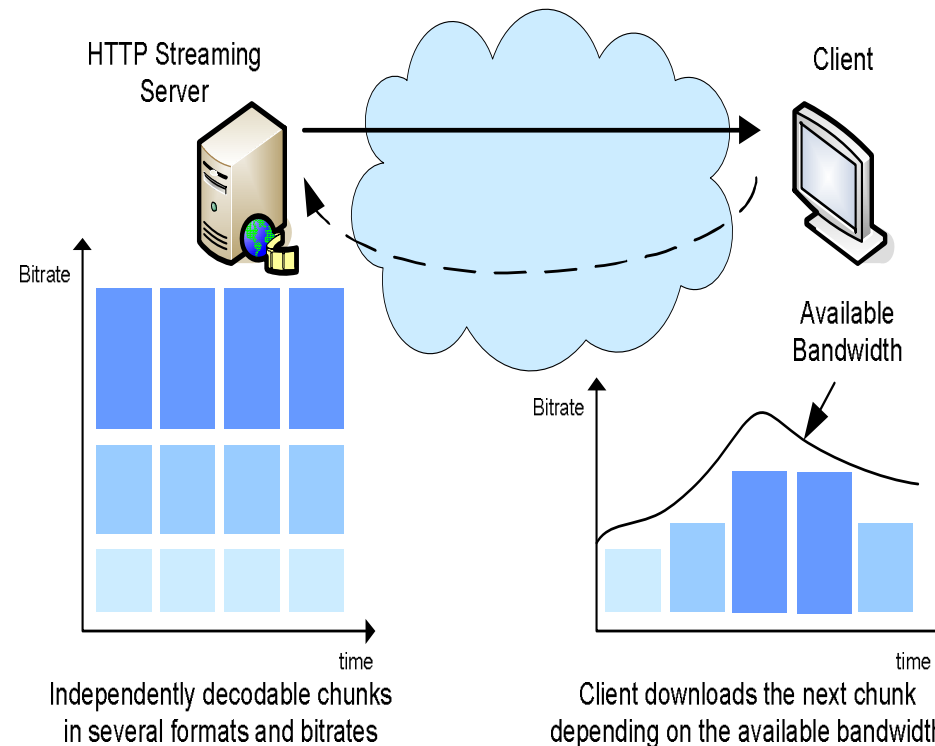 HTTP Streaming
Server
Client
Bitrate
Available
Bandwidth
Bitrate
time
time
Independently decodable chunks
in several formats and bitrates
Client downloads the next chunk
depending on the available bandwidth